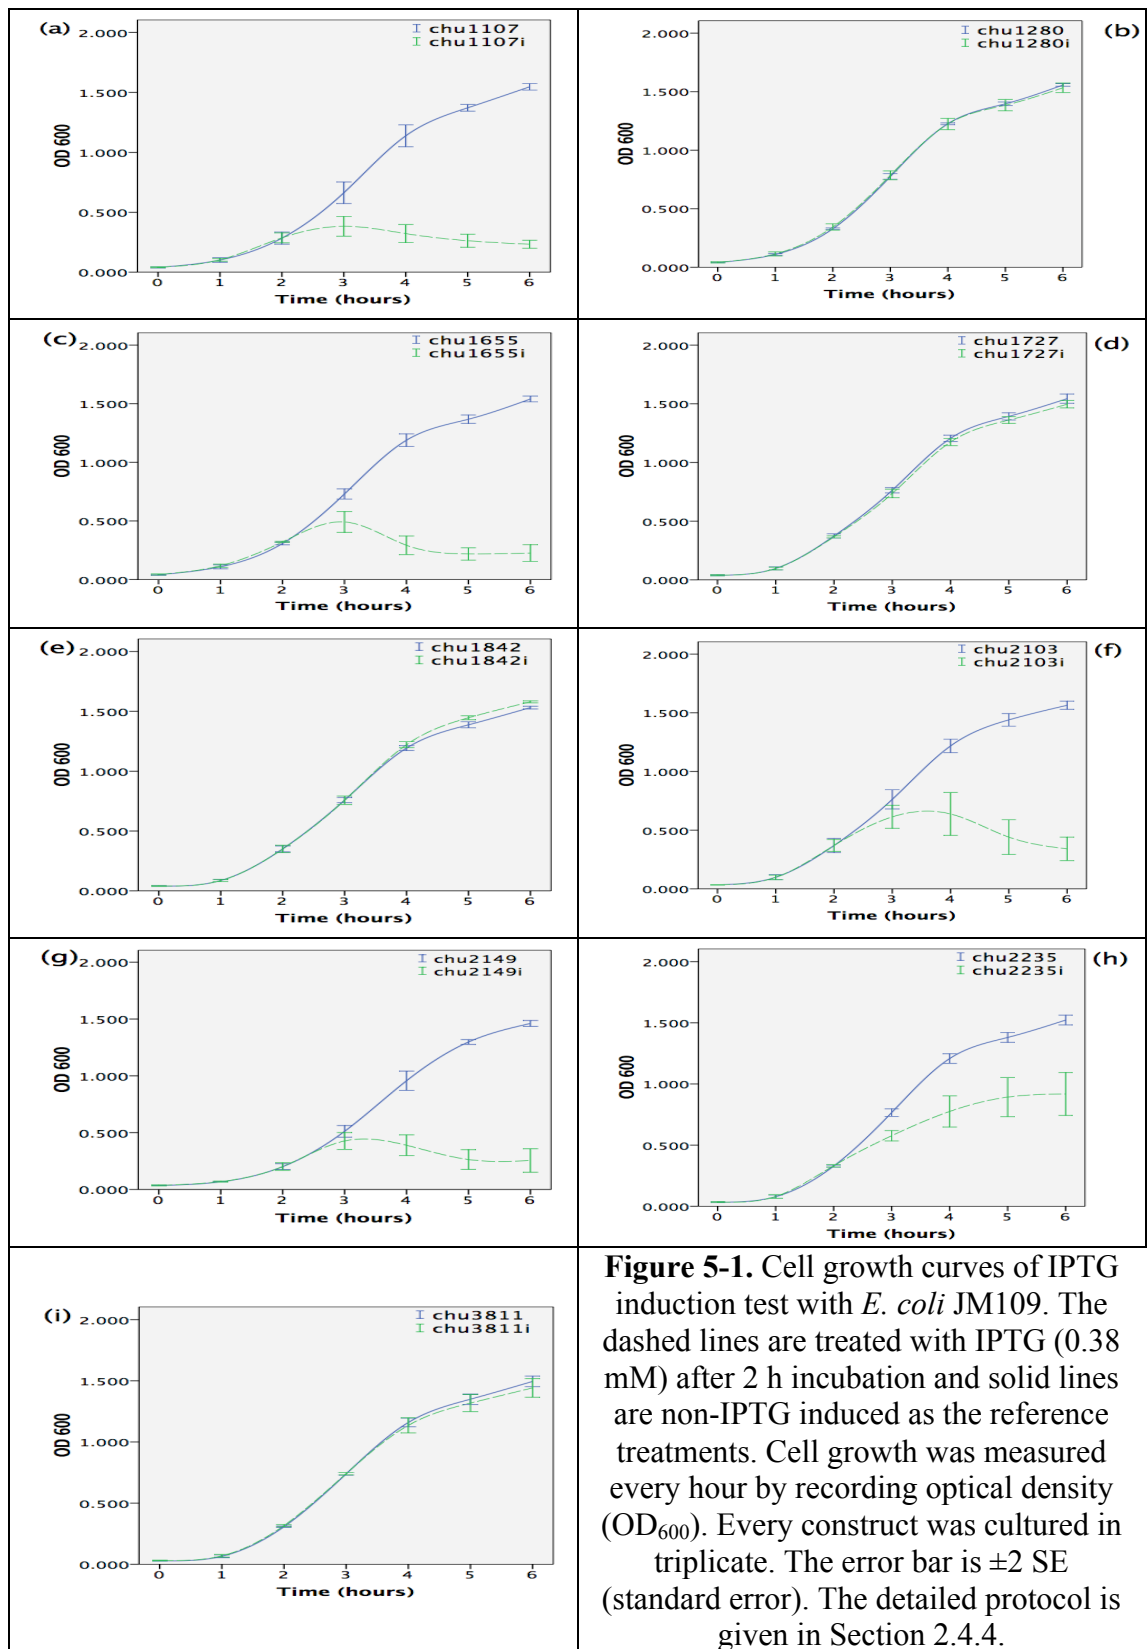 (a)
2.000
1.500
1.000
0.500
0.000
OD 600
chu1107
chu1107i
0 1 2 3 4 5 6
Time (hours)
(b)
2.000
1.500
1.000
0.500
0.000
OD 600
chu1280
chu1280i
0 1 2 3 4 5 6
Time (hours)
(c)
2.000
1.500
1.000
0.500
0.000
OD 600
chu1655
chu1655i
0 1 2 3 4 5 6
Time (hours)
(d)
2.000
1.500
1.000
0.500
0.000
OD 600
chu1727
chu1727i
0 1 2 3 4 5 6
Time (hours)
(e)
2.000
1.500
1.000
0.500
0.000
OD 600
chu1842
chu1842i
0 1 2 3 4 5 6
Time (hours)
(f)
2.000
1.500
1.000
0.500
0.000
OD 600
chu2103
chu2103i
0 1 2 3 4 5 6
Time (hours)
(g)
2.000
1.500
1.000
0.500
0.000
OD 600
chu2149
chu2149i
0 1 2 3 4 5 6
Time (hours)
(h)
2.000
1.500
1.000
0.500
0.000
OD 600
chu2235
chu2235i
0 1 2 3 4 5 6
Time (hours)
(i)
2.000
1.500
1.000
0.500
0.000
OD 600
chu3811
chu3811i
0 1 2 3 4 5 6
Time (hours)
Figure 5-1. Cell growth curves of IPTG
induction test with E. coli JM109. The
dashed lines are treated with IPTG (0.38
mM) after 2 h incubation and solid lines
are non-IPTG induced as the reference
treatments. Cell growth was measured
every hour by recording optical density
(OD600). Every construct was cultured in
triplicate. The error bar is ±2 SE
(standard error). The detailed protocol is
given in Section 2.4.4.